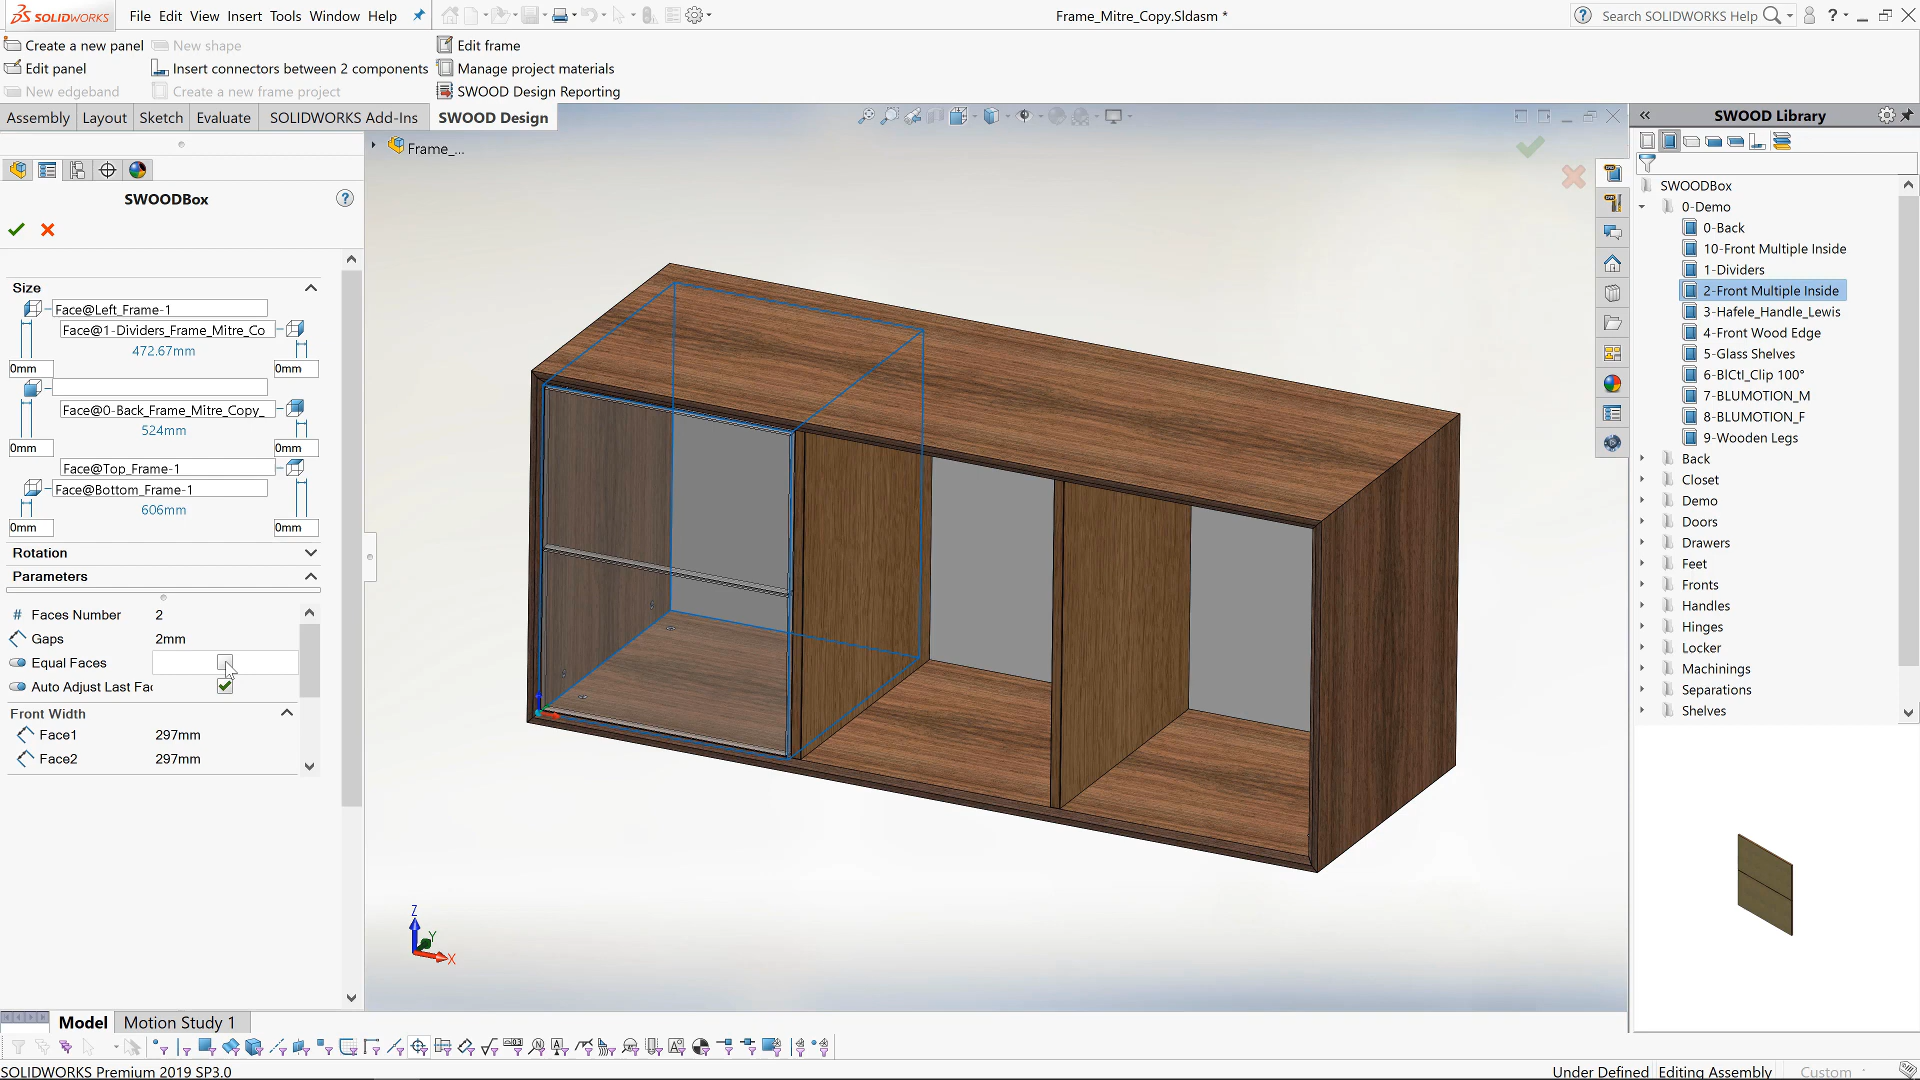 SOLIDWORKS File Edit View Insert Tools Window Help Frame_Mitre_Copy.Sldasm * Search SOLIDWORKS Help ?
Create a new panel New shape Edit frame
Edit panel Insert connectors between 2 components Manage project materials
New edgeband Create a new frame project SWOOD Design Reporting
Assembly Layout Sketch Evaluate SOLIDWORKS Add-Ins SWOOD Design
SWOOD Library
Frame_...
SWOODBox
Size
Face@Left_Frame-1
Face@1-Dividers_Frame_Mitre_Co
472.67mm
0mm 0mm
Face@0-Back_Frame_Mitre_Copy_
524mm
0mm 0mm
Face@Top_Frame-1
Face@Bottom_Frame-1
606mm
0mm 0mm
Rotation
Parameters
# Faces Number 2
Gaps 2mm
Equal Faces
Auto Adjust Last Fac
Front Width
Face1 297mm
Face2 297mm
Z
Y
X
SWOODBox
0-Demo
0-Back
10-Front Multiple Inside
1-Dividers
2-Front Multiple Inside
3-Hafele_Handle_Lewis
4-Front Wood Edge
5-Glass Shelves
6-BlCtl_Clip 100°
7-BLUMOTION_M
8-BLUMOTION_F
9-Wooden Legs
Back
Closet
Demo
Doors
Drawers
Feet
Fronts
Handles
Hinges
Locker
Machinings
Separations
Shelves
Model Motion Study 1
SOLIDWORKS Premium 2019 SP3.0 Under Defined Editing Assembly Custom